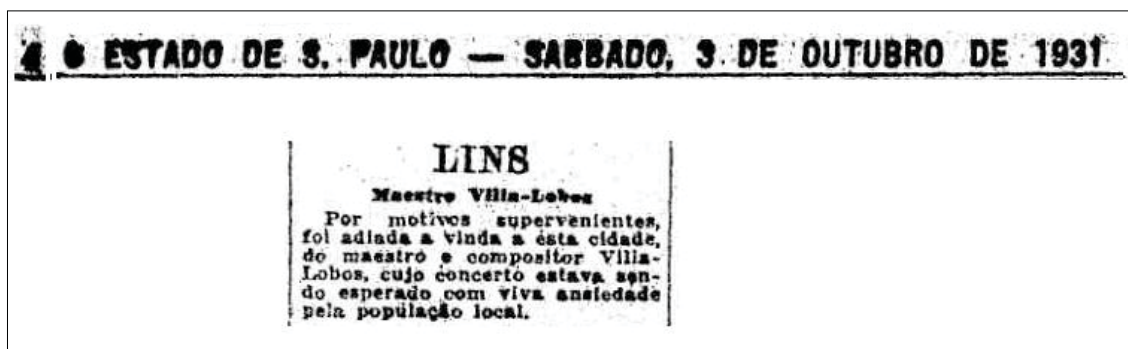 4 O ESTADO DE S. PAULO — SABBADO, 3 DE OUTUBRO DE 1931
LINS
Maestro Villa-Lobos
Por motivos supervenientes,
foi adiada a vinda a esta cidade,
do maestro e compositor Villa-
Lobos, cujo concerto estava sen-
do esperado com viva ansiedade
pela população local.